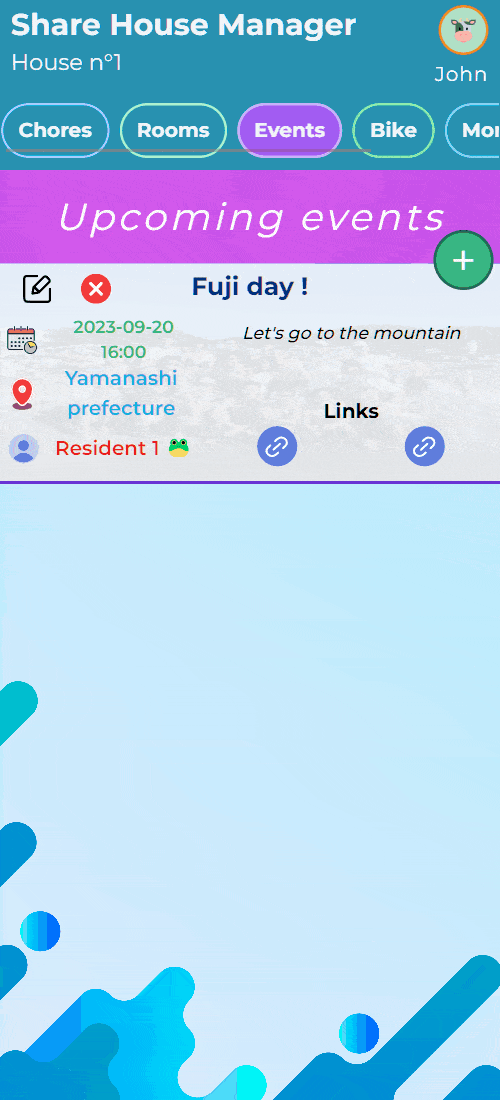 Share House Manager
House n°1
John
Chores
Rooms
Events
Bike
Upcoming events
Fuji day !
2023-09-20
16:00
Let's go to the mountain
Yamanashi
prefecture
Links
Resident 1